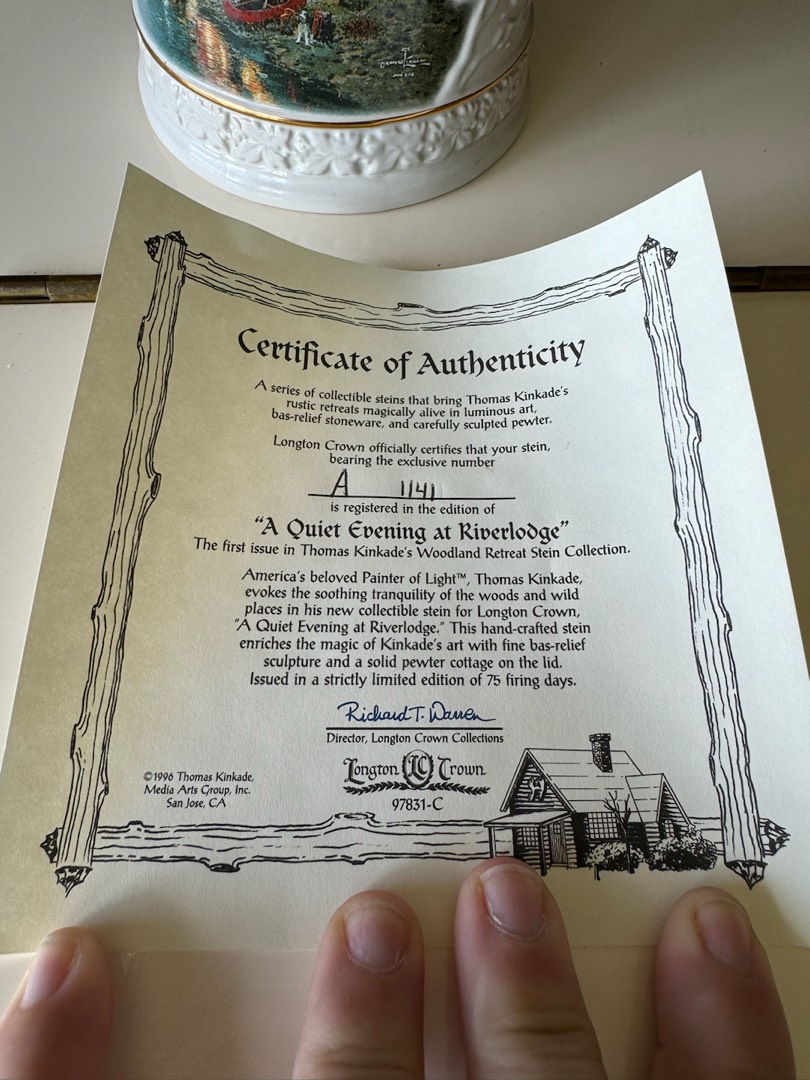 Certificate of Authenticity
A series of collectible steins that bring Thomas Kinkade's
rustic retreats magically alive in luminous art,
bas-relief stoneware, and carefully sculpted pewter.
Longton Crown officially certifies that your stein,
bearing the exclusive number
A 1141
is registered in the edition of
"A Quiet Evening at Riverlodge"
The first issue in Thomas Kinkade's Woodland Retreat Stein Collection.
America's beloved Painter of Light™, Thomas Kinkade,
evokes the soothing tranquility of the woods and wild
places in his new collectible stein for Longton Crown,
"A Quiet Evening at Riverlodge." This hand-crafted stein
enriches the magic of Kinkade's art with fine bas-relief
sculpture and a solid pewter cottage on the lid.
Issued in a strictly limited edition of 75 firing days.
Richard T. Warren
Director, Longton Crown Collections
Longton LC Crown
97831-C
©1996 Thomas Kinkade,
Media Arts Group, Inc.
San Jose, CA